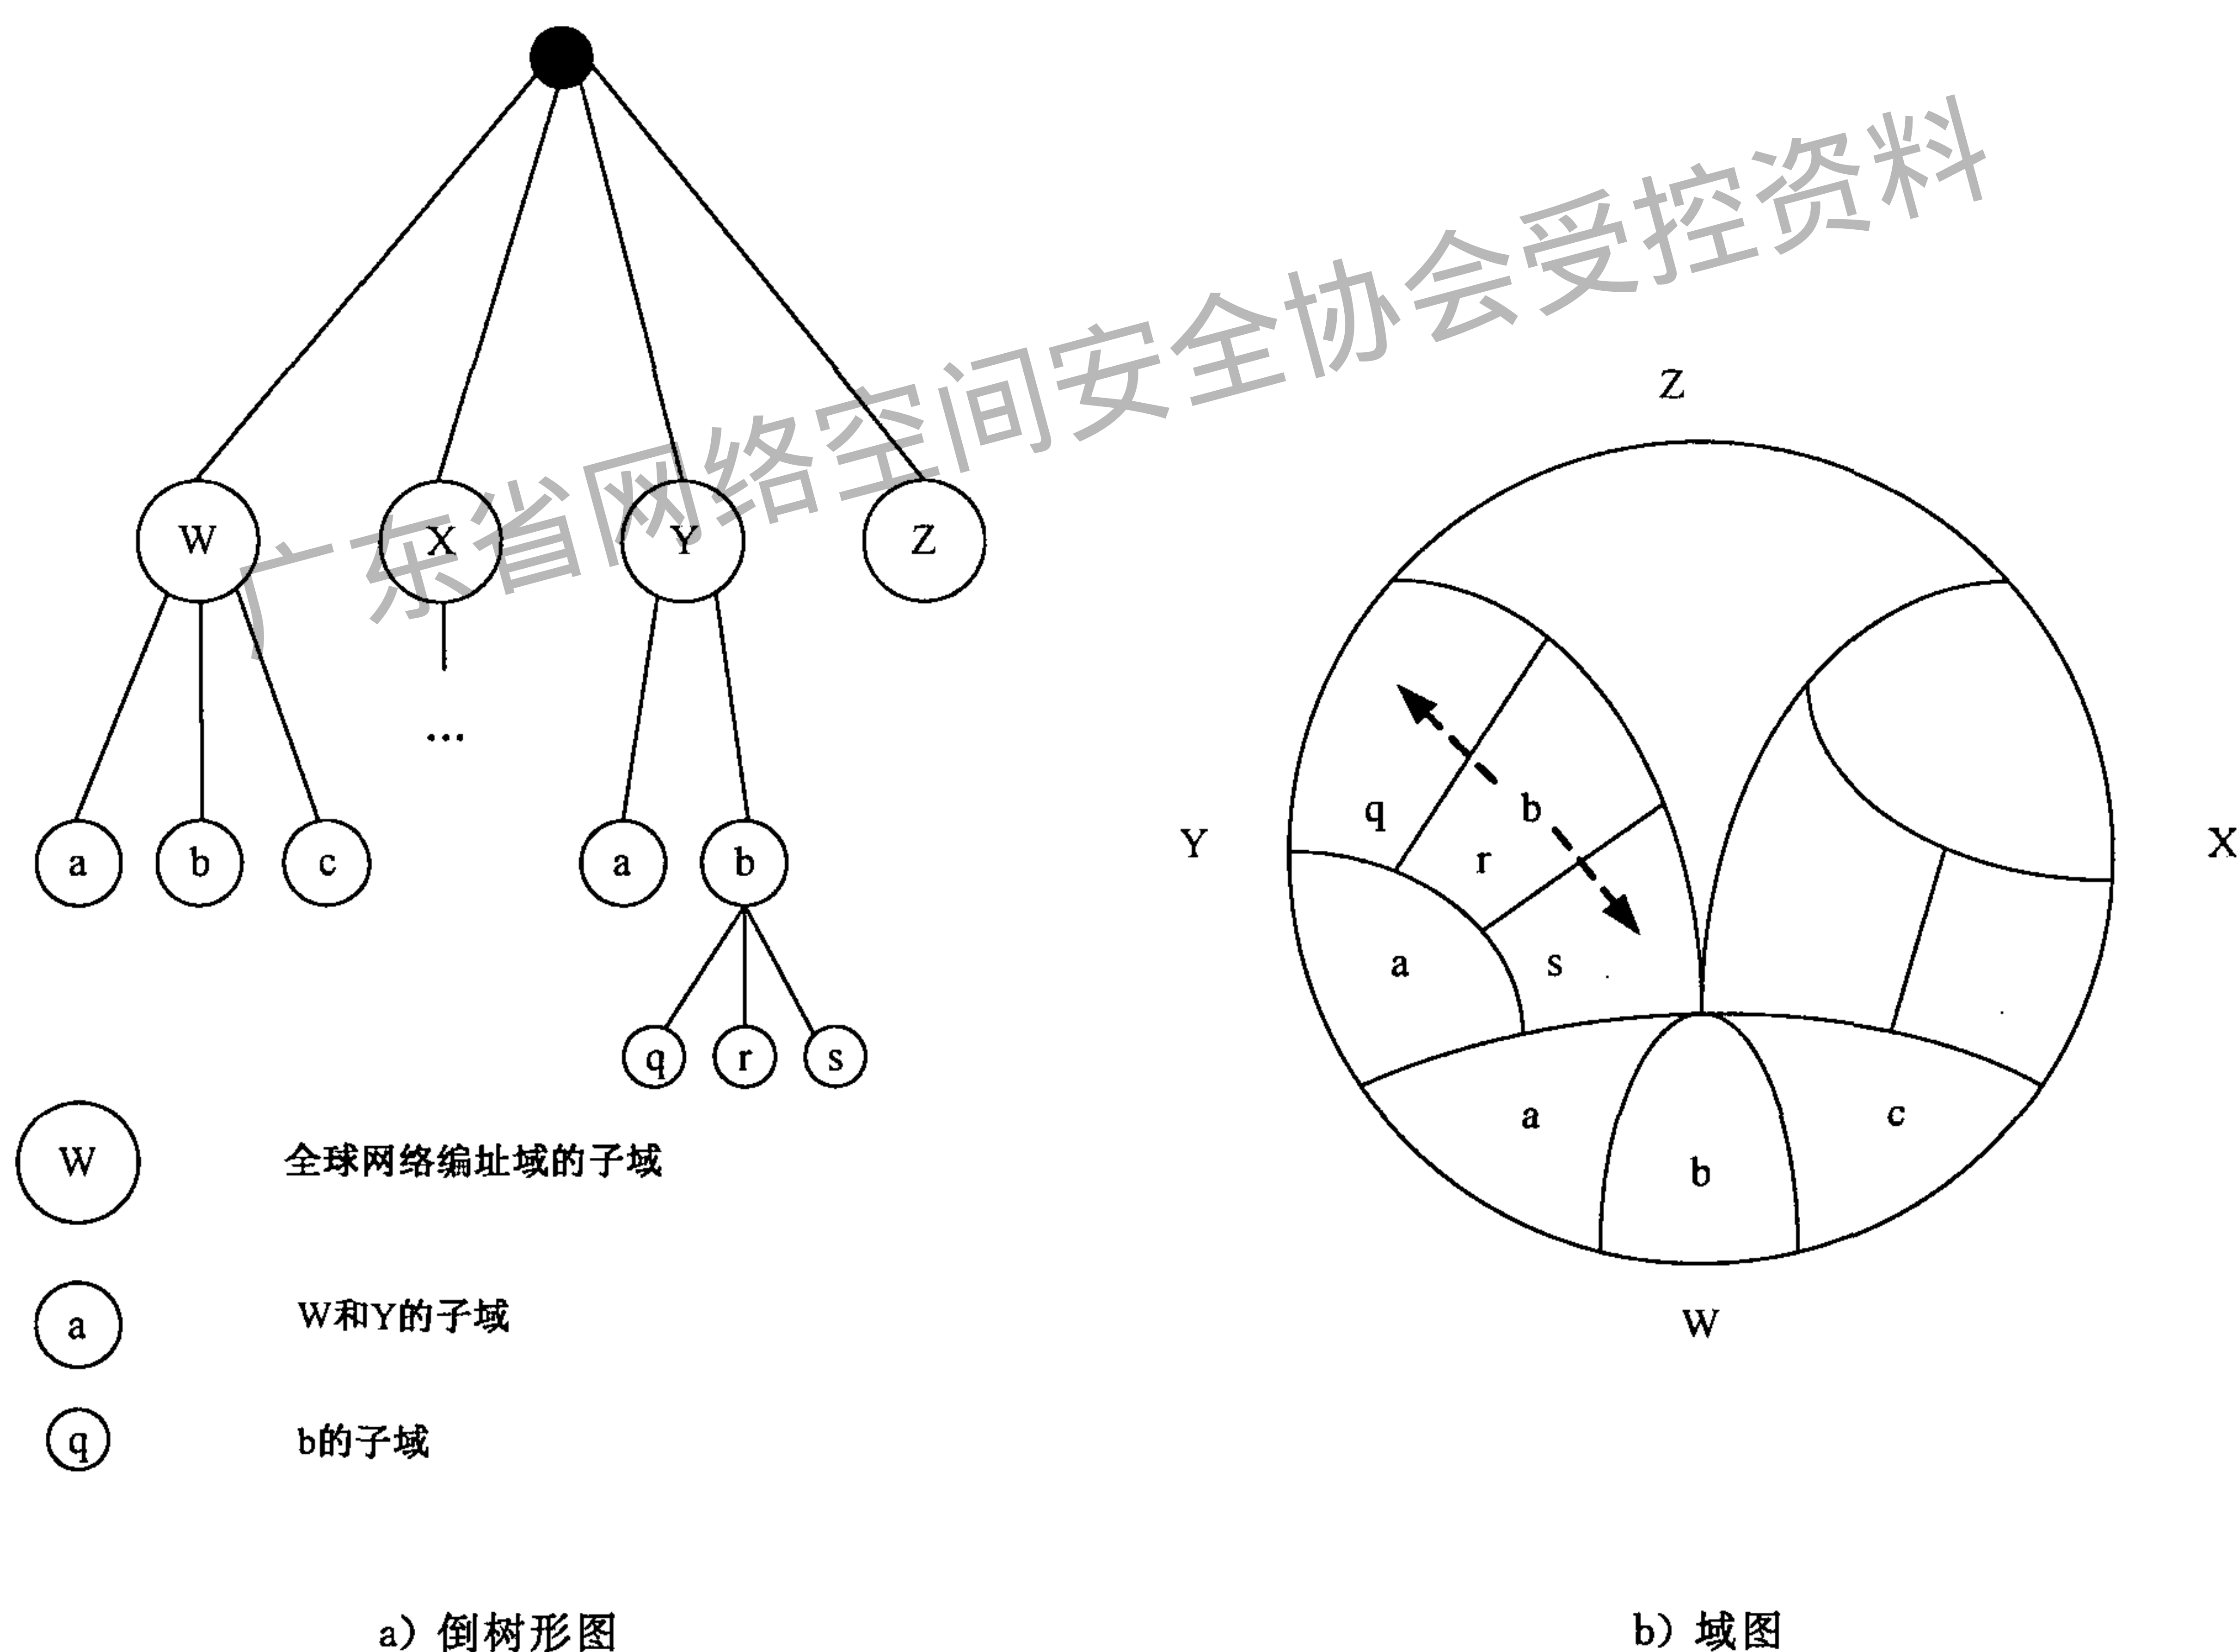 广东省网络空间安全协会受控资料
W X Y Z
...
a b c a b
q r s
W 全球网络编址域的子域
a W和Y的子域
q b的子域
a) 倒树形图
Z
Y
X
q
b
r
a
s
a
b
c
W
b) 域图